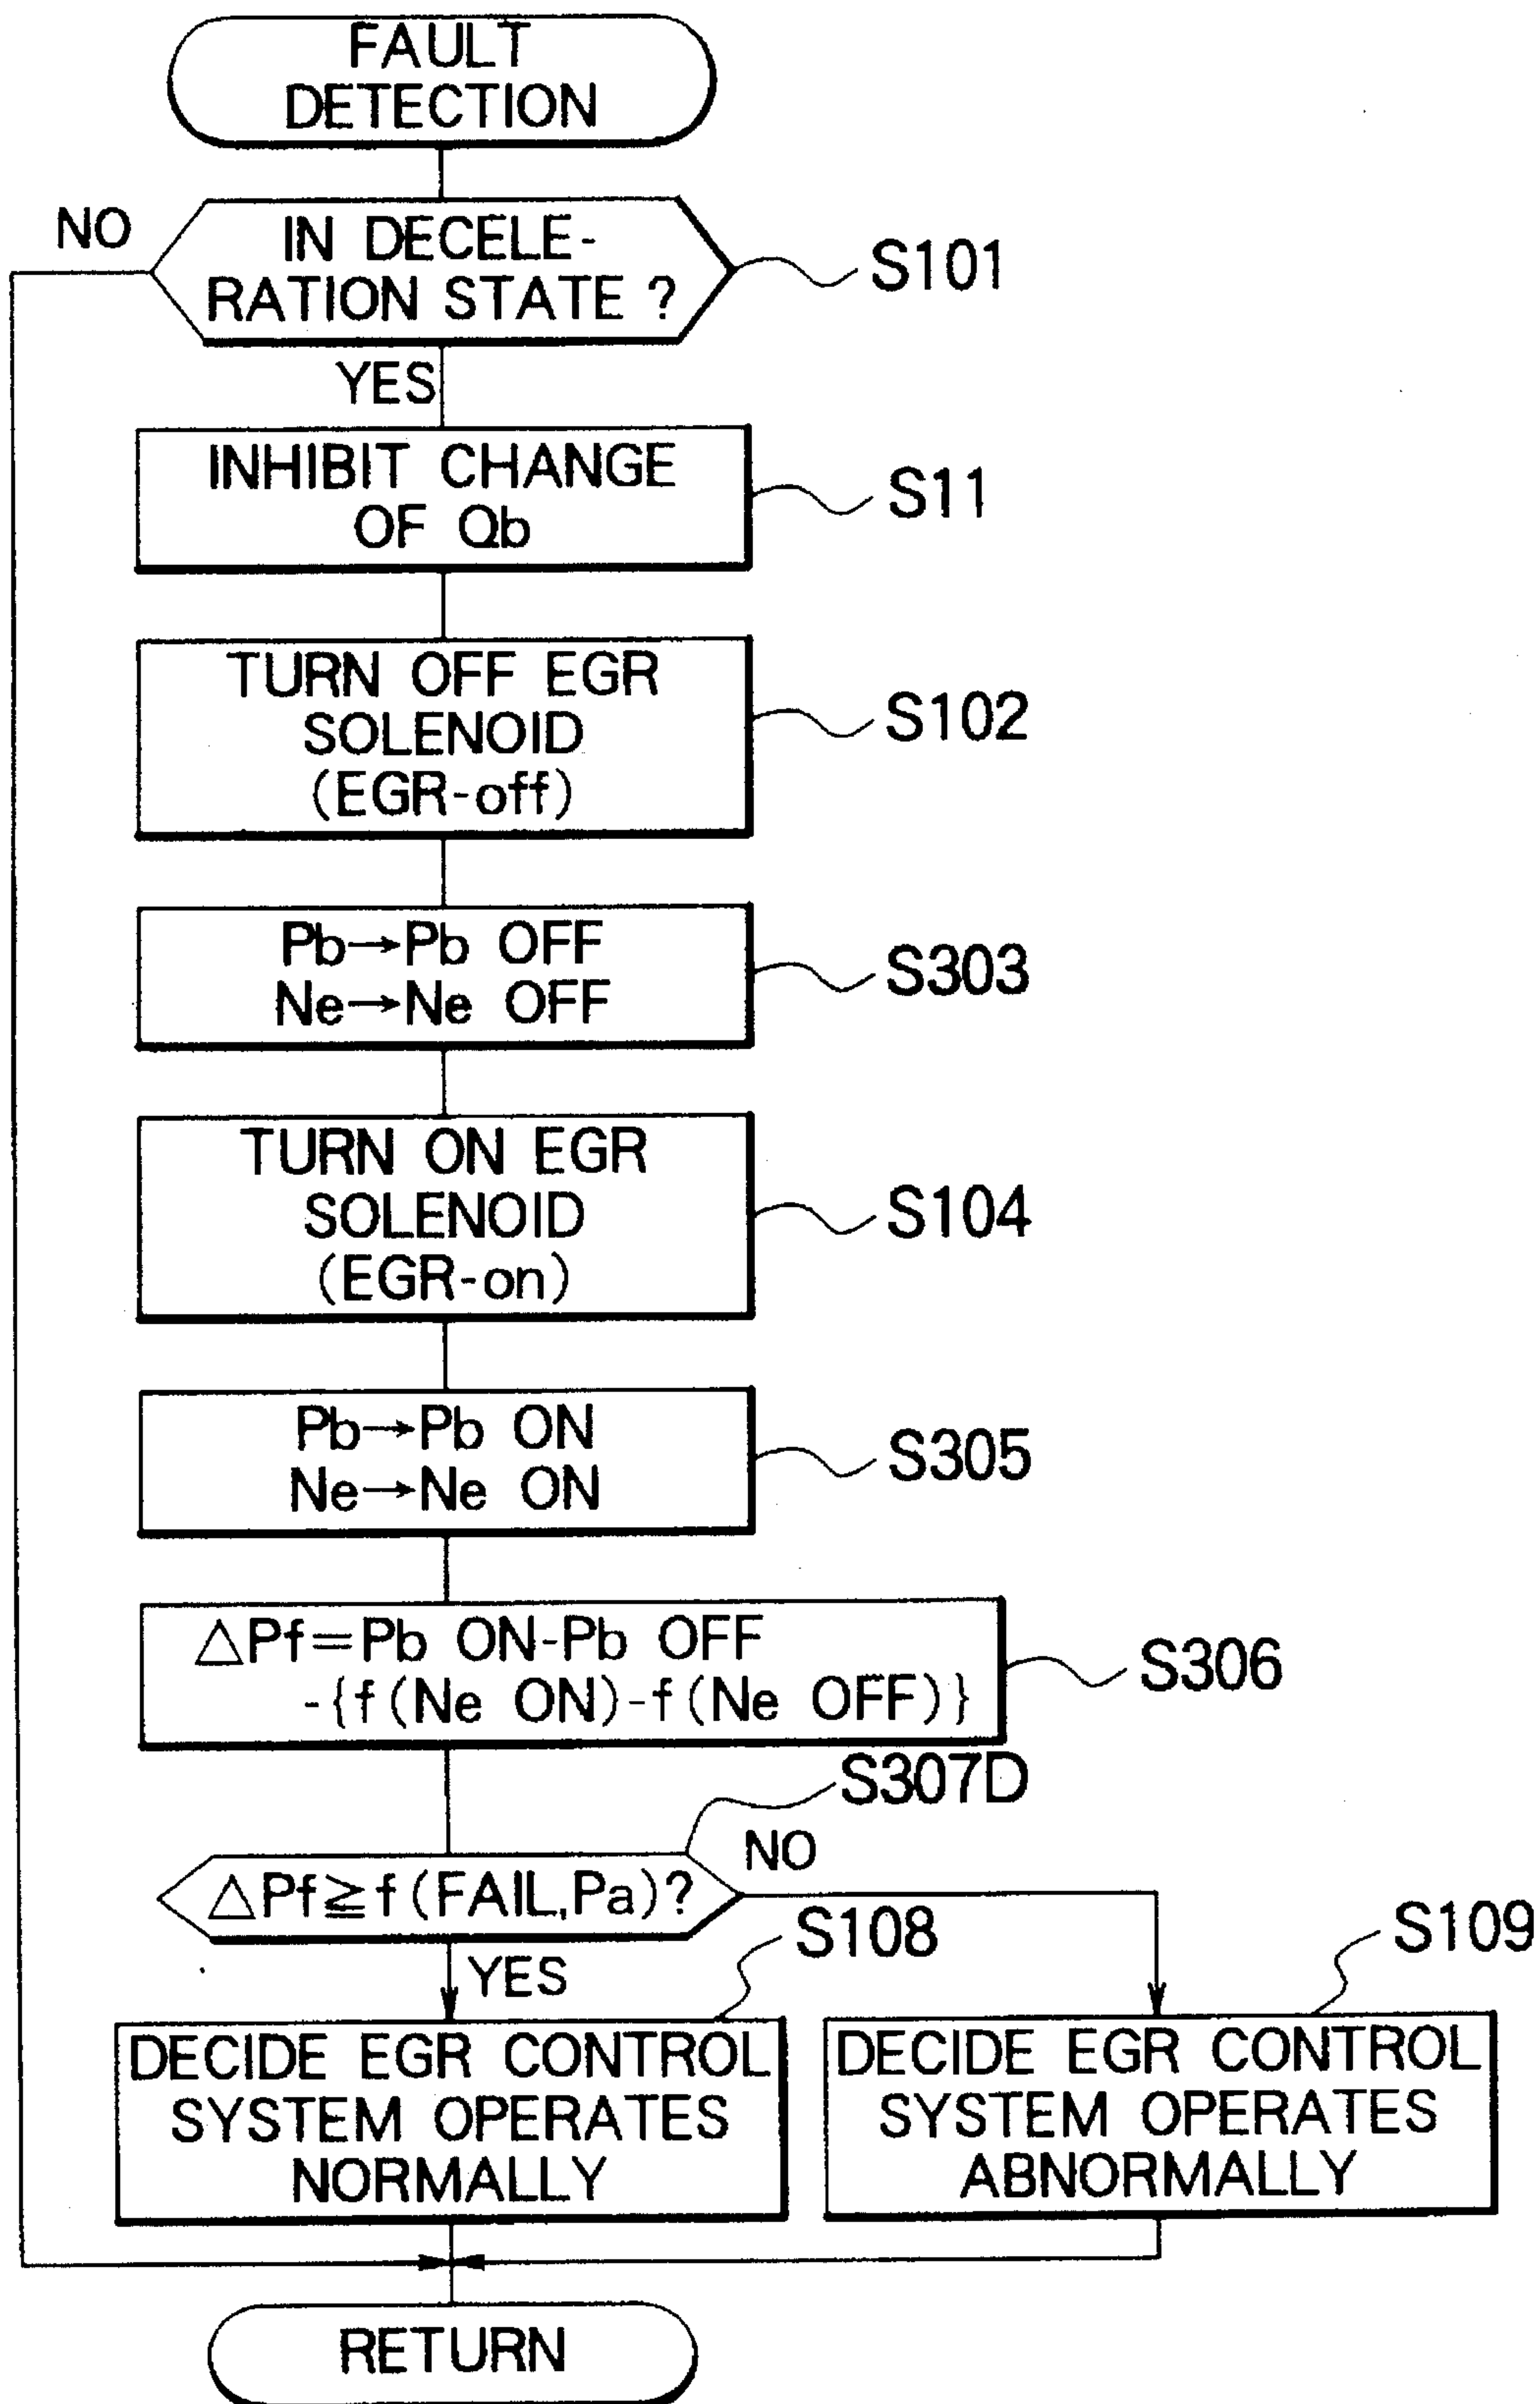 FAULT
DETECTION
NO
IN DECELE-
RATION STATE ?
S101
YES
INHIBIT CHANGE
OF Qb
S11
TURN OFF EGR
SOLENOID
(EGR-off)
S102
Pb→Pb OFF
Ne→Ne OFF
S303
TURN ON EGR
SOLENOID
(EGR-on)
S104
Pb→Pb ON
Ne→Ne ON
S305
△Pf=Pb ON-Pb OFF
-{f(Ne ON)-f(Ne OFF)}
S306
S307D
△Pf≧f(FAIL,Pa)?
NO
YES
S108
S109
DECIDE EGR CONTROL
SYSTEM OPERATES
NORMALLY
DECIDE EGR CONTROL
SYSTEM OPERATES
ABNORMALLY
RETURN